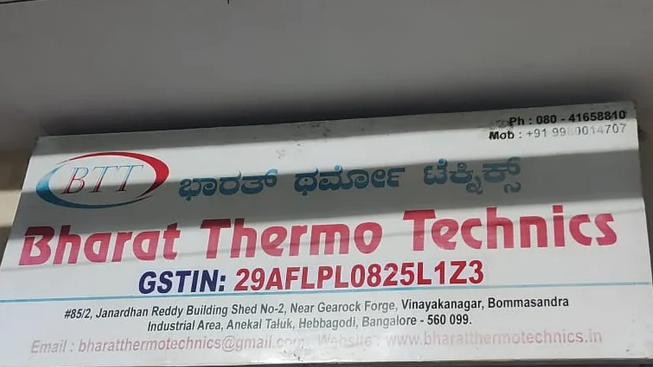 Ph : 080 - 41658810
Mob : +91 9980014707
BTT
ಭಾರತ್ ಥರ್ಮೋ ಟೆಕ್ನಿಕ್ಸ್
Bharat Thermo Technics
GSTIN: 29AFLPL0825L1Z3
#85/2, Janardhan Reddy Building Shed No-2, Near Gearock Forge, Vinayakanagar, Bommasandra
Industrial Area, Anekal Taluk, Hebbagodi, Bangalore - 560 099.
Email : bharatthermotechnics@gmail.com Website : www.bharatthermotechnics.in